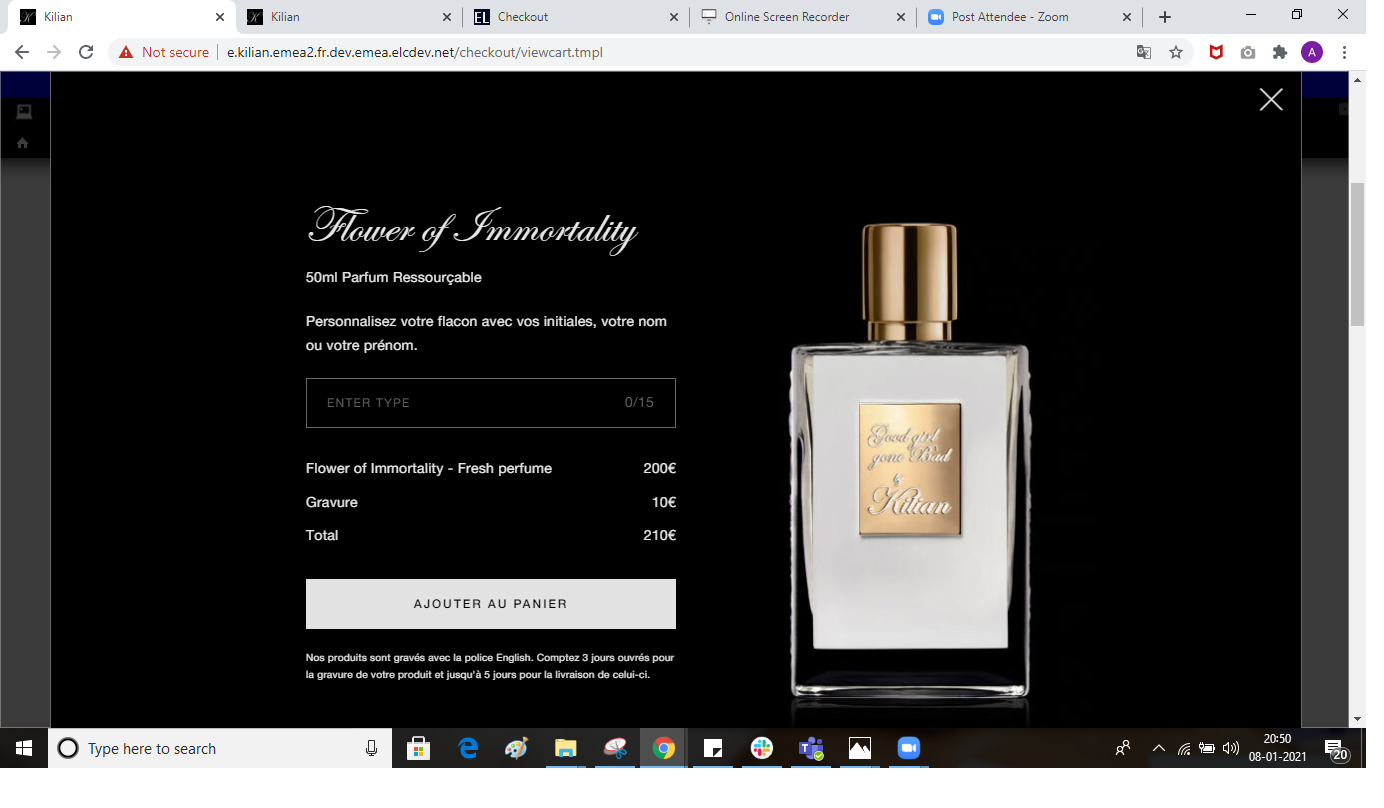 Kilian
Kilian
EL Checkout
Online Screen Recorder
Post Attendee - Zoom
Not secure
e.kilian.emea2.fr.dev.emea.elcdev.net/checkout/viewcart.tmpl
A
Flower of Immortality
50ml Parfum Ressourçable
Personnalisez votre flacon avec vos initiales, votre nom
ou votre prénom.
ENTER TYPE 0/15
Flower of Immortality - Fresh perfume 200€
Gravure 10€
Total 210€
AJOUTER AU PANIER
Nos produits sont gravés avec la police English. Comptez 3 jours ouvrés pour
la gravure de votre produit et jusqu'à 5 jours pour la livraison de celui-ci.
Good girl
gone Bad
by
Kilian
Type here to search
20:50
08-01-2021
20